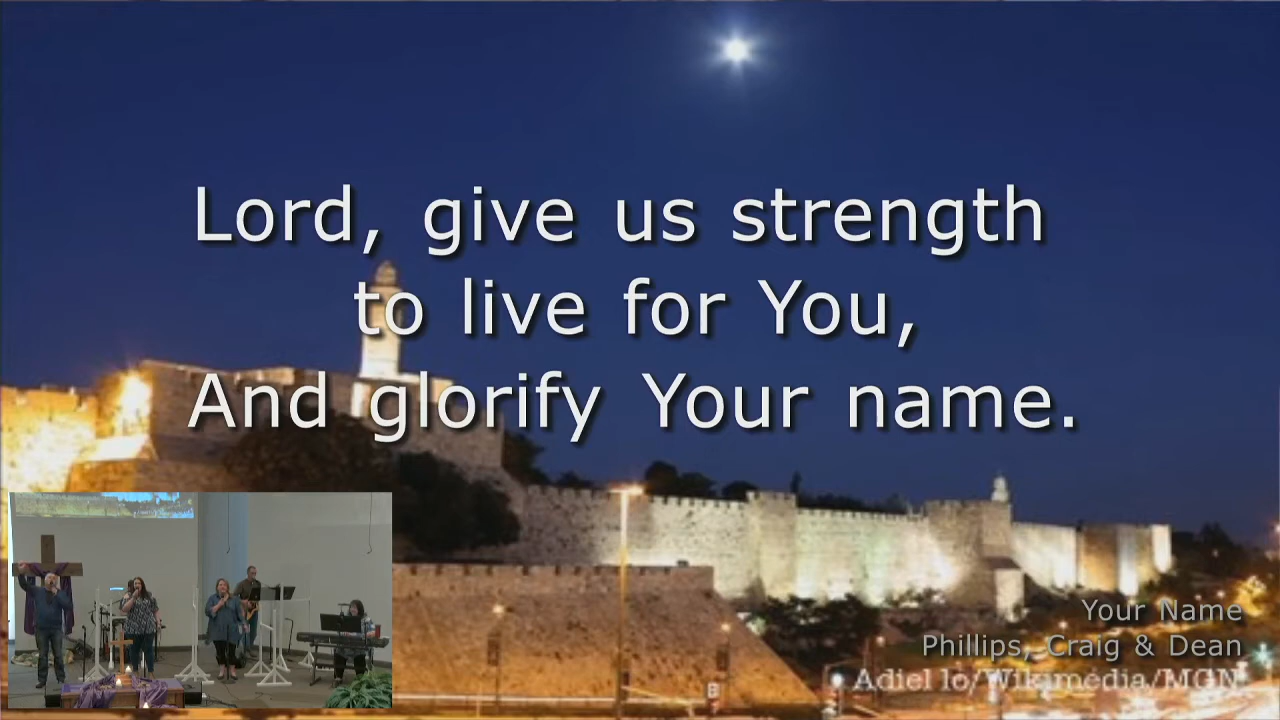 Lord, give us strength
to live for You,
And glorify Your name.
Your Name
Phillips, Craig & Dean
Adiel lo/Wikimedia/MGN